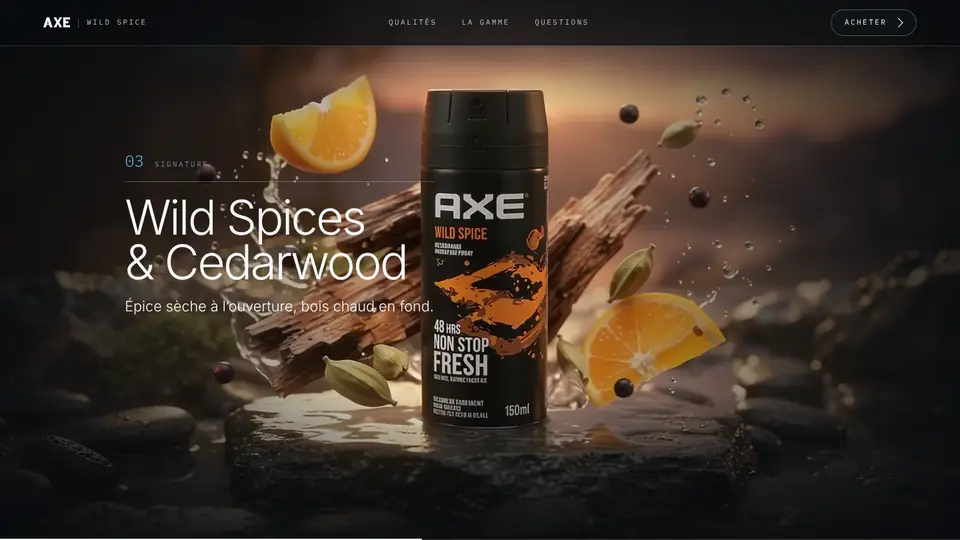 AXE | WILD SPICE
QUALITÉS
LA GAMME
QUESTIONS
ACHETER
03 SIGNATURE
Wild Spices
& Cedarwood
Épice sèche à l'ouverture, bois chaud en fond.
AXE
WILD SPICE
48 HRS
NON STOP
FRESH
150ml